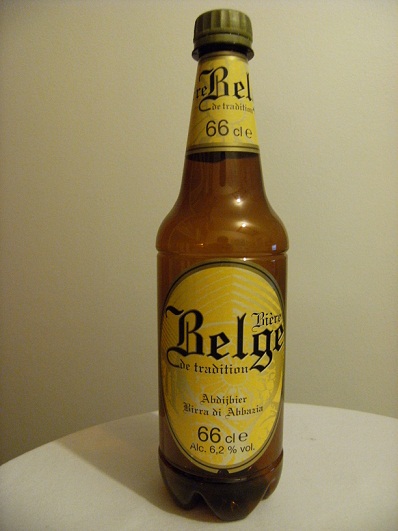 re Bel
de tradition
66 cl e
Bière
Belge
de tradition
Abdijbier
Birra di Abbazia
66 cl e
Alc. 6,2 % vol.